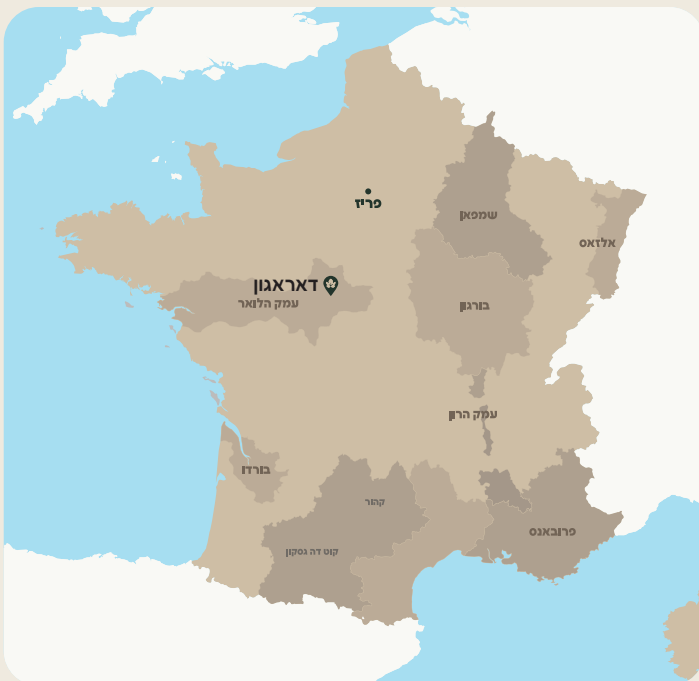 פריז
שמפאן
אלזאס
דאראגון
עמק הלואר
בורגון
עמק הרון
בורדו
קהור
פרובאנס
קוט דה גסקון